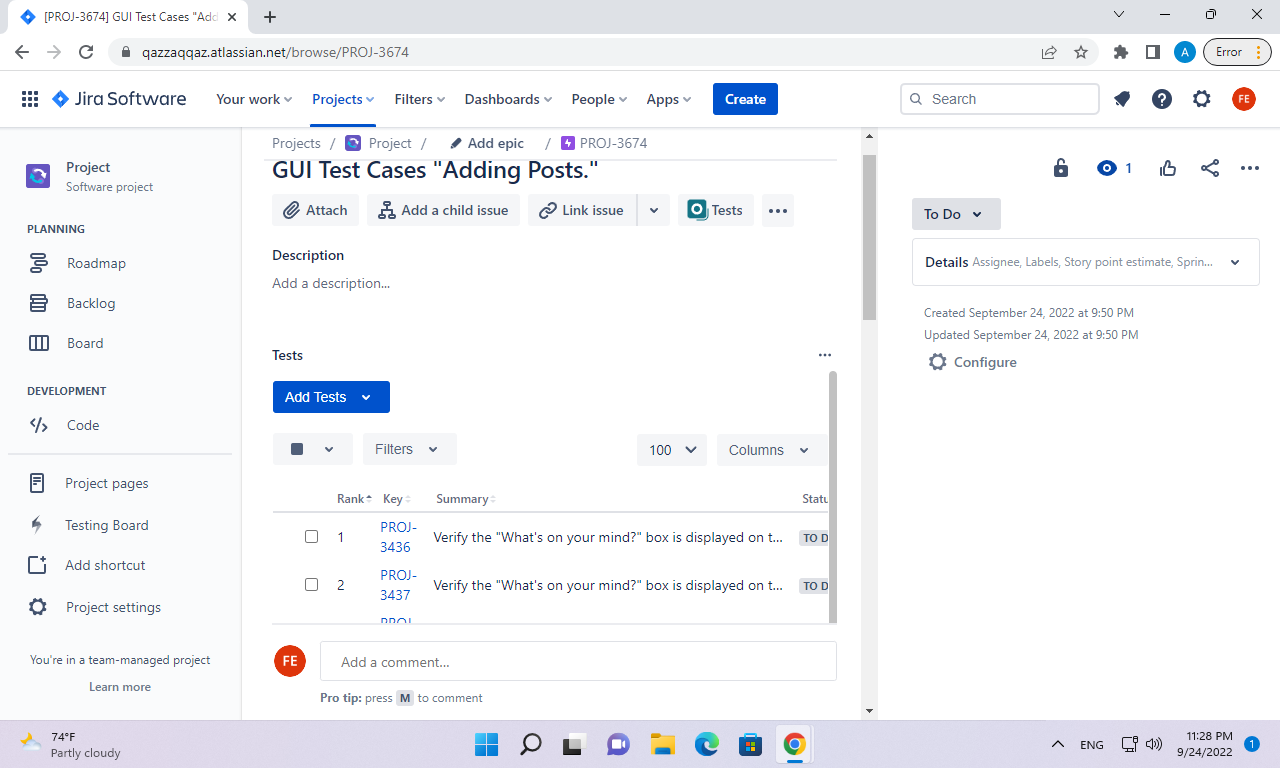 [PROJ-3674] GUI Test Cases "Add
qazzaqqaz.atlassian.net/browse/PROJ-3674
A
Error
Jira Software
Your work
Projects
Filters
Dashboards
People
Apps
Create
Search
FE
Project
Software project
PLANNING
Roadmap
Backlog
Board
DEVELOPMENT
Code
Project pages
Testing Board
Add shortcut
Project settings
You're in a team-managed project
Learn more
Projects / Project / Add epic / PROJ-3674
GUI Test Cases "Adding Posts."
Attach
Add a child issue
Link issue
Tests
Description
Add a description...
Tests
Add Tests
Filters
100
Columns
Rank Key Summary Statu
1 PROJ-3436 Verify the "What's on your mind?" box is displayed on t... TO D
2 PROJ-3437 Verify the "What's on your mind?" box is displayed on t... TO D
PROJ-
FE
Add a comment...
Pro tip: press M to comment
1
To Do
Details Assignee, Labels, Story point estimate, Sprin...
Created September 24, 2022 at 9:50 PM
Updated September 24, 2022 at 9:50 PM
Configure
74°F
Partly cloudy
ENG
11:28 PM
9/24/2022
1